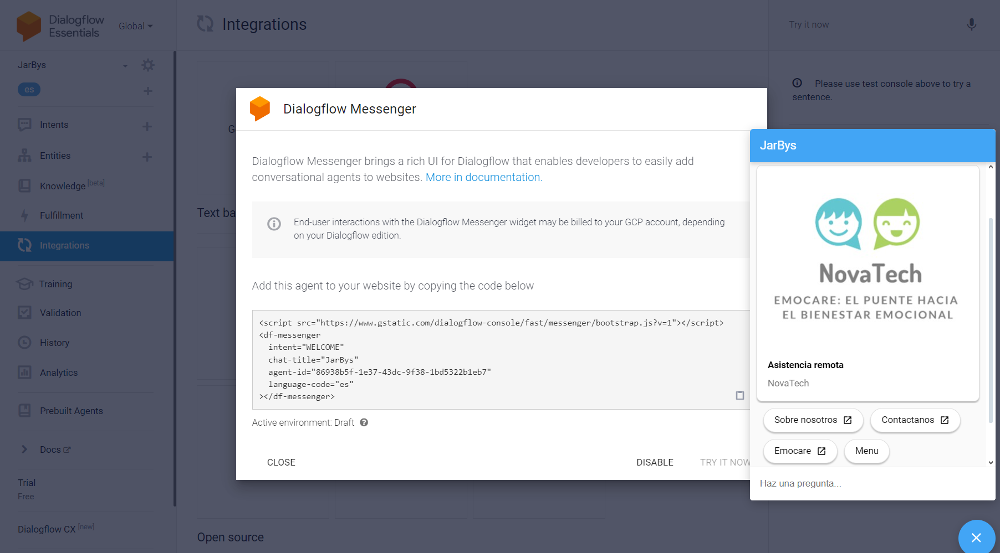 Dialogflow
Essentials
Global
Integrations
Try it now
JarBys
es
Please use test console above to try a
sentence.
Intents
Entities
Knowledge [beta]
Fulfillment
Integrations
Training
Validation
History
Analytics
Prebuilt Agents
Docs
Trial
Free
Dialogflow CX [new]
Text ba
Open source
Dialogflow Messenger
Dialogflow Messenger brings a rich UI for Dialogflow that enables developers to easily add
conversational agents to websites. More in documentation.
End-user interactions with the Dialogflow Messenger widget may be billed to your GCP account, depending
on your Dialogflow edition.
Add this agent to your website by copying the code below
<script src="https://www.gstatic.com/dialogflow-console/fast/messenger/bootstrap.js?v=1"></script>
<df-messenger
  intent="WELCOME"
  chat-title="JarBys"
  agent-id="86938b5f-1e37-43dc-9f38-1bd5322b1eb7"
  language-code="es"
></df-messenger>
Active environment: Draft
CLOSE
DISABLE
TRY IT NOW
JarBys
NovaTech
EMOCARE: EL PUENTE HACIA
EL BIENESTAR EMOCIONAL
Asistencia remota
NovaTech
Sobre nosotros
Contactanos
Emocare
Menu
Haz una pregunta...